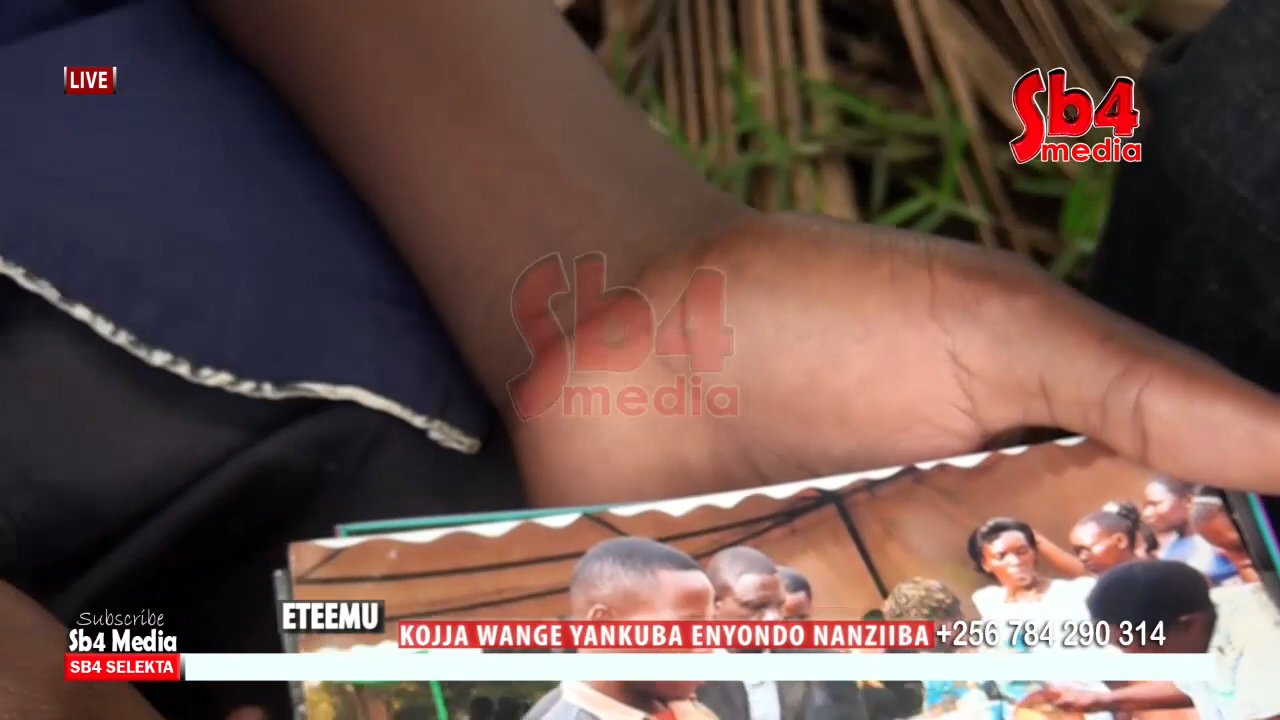 LIVE
Sb4
media
Sb4
media
ETEEMU
KOJJA WANGE YANKUBA ENYONDO NANZIIBA +256 784 290 314
Subscribe
Sb4 Media
SB4 SELEKTA